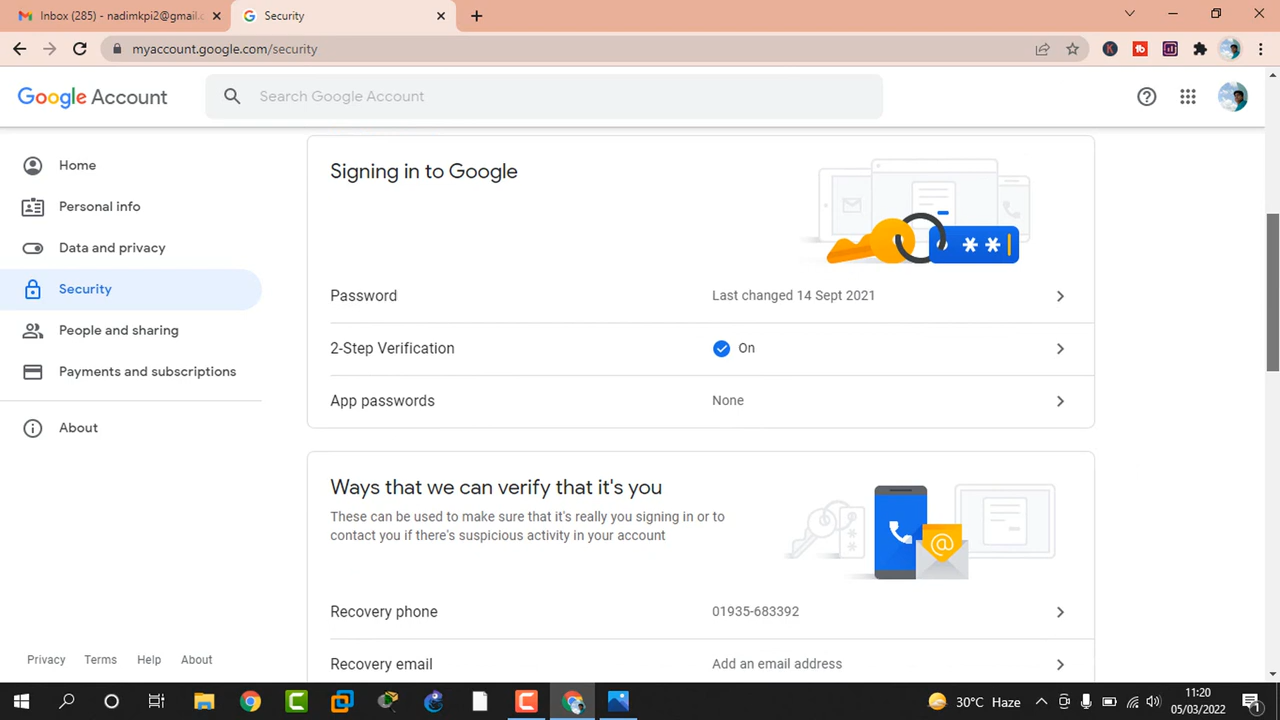 Inbox (285) - nadimkpi2@gmail.c
Security
myaccount.google.com/security
Google Account
Search Google Account
Home
Personal info
Data and privacy
Security
People and sharing
Payments and subscriptions
About
Signing in to Google
Password
Last changed 14 Sept 2021
2-Step Verification
On
App passwords
None
Ways that we can verify that it's you
These can be used to make sure that it's really you signing in or to
contact you if there's suspicious activity in your account
Recovery phone
01935-683392
Recovery email
Add an email address
Privacy Terms Help About
30°C Haze
11:20
05/03/2022